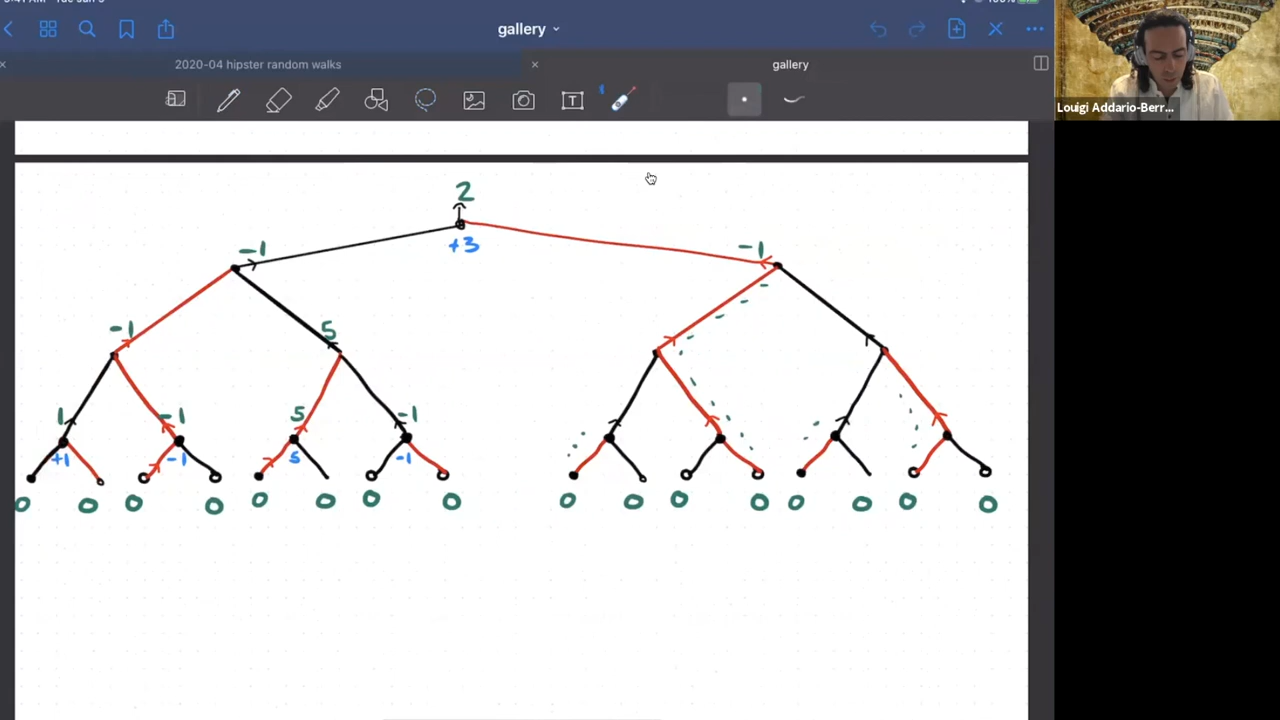 gallery
2020-04 hipster random walks
gallery
T
Louigi Addario-Berr...
2
+3
-1
-1
-1
5
1
-1
5
-1
+1
-1
5
-1
0 0 0 0 0 0 0 0 0 0 0 0 0 0 0 0